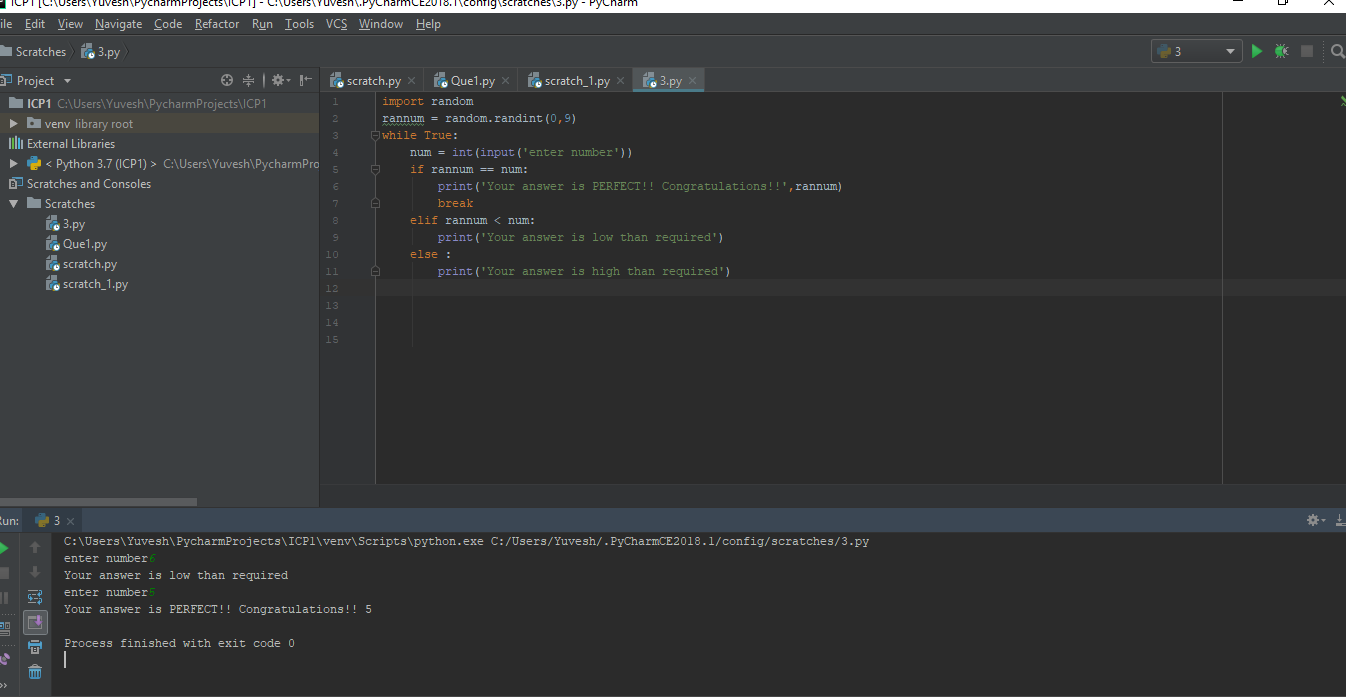 ICP1 [C:\Users\Yuvesh\PycharmProjects\ICP1] - C:\Users\Yuvesh\.PyCharmCE2018.1\config\scratches\3.py - PyCharm
ile Edit View Navigate Code Refactor Run Tools VCS Window Help
Scratches 3.py 3
Project scratch.py Que1.py scratch_1.py 3.py
ICP1 C:\Users\Yuvesh\PycharmProjects\ICP1
venv library root
External Libraries
< Python 3.7 (ICP1) > C:\Users\Yuvesh\PycharmPro
Scratches and Consoles
Scratches
3.py
Que1.py
scratch.py
scratch_1.py
1 import random
2 rannum = random.randint(0,9)
3 while True:
4 num = int(input('enter number'))
5 if rannum == num:
6 print('Your answer is PERFECT!! Congratulations!!',rannum)
7 break
8 elif rannum < num:
9 print('Your answer is low than required')
10 else :
11 print('Your answer is high than required')
12
13
14
15
Run: 3
C:\Users\Yuvesh\PycharmProjects\ICP1\venv\Scripts\python.exe C:/Users/Yuvesh/.PyCharmCE2018.1/config/scratches/3.py
enter number6
Your answer is low than required
enter number5
Your answer is PERFECT!! Congratulations!! 5
Process finished with exit code 0